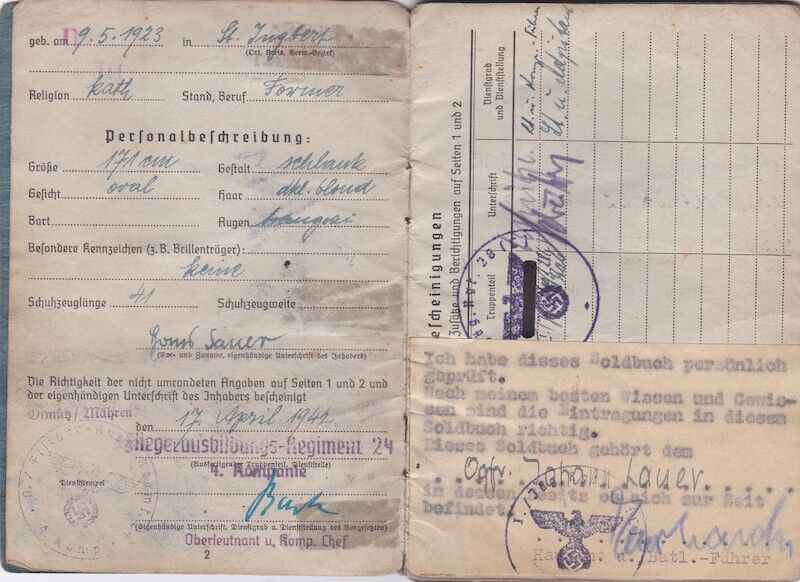 geb. am 9.5.1923 in St. Ingbert
(Ort, Kreis, Verw.-Bezirk)
Religion kath Stand, Beruf Former
Personalbeschreibung:
Größe 171 cm Gestalt schlank
Gesicht oval Haar dkl. blond
Bart Augen
Besondere Kennzeichen (z.B. Brillenträger):
keine
Schuhzeuglänge 41 Schuhzeugweite
Hans Lauer
(Vor- und Zuname, eigenhändige Unterschrift des Inhabers)
Die Richtigkeit der nicht umrandeten Angaben auf Seiten 1 und 2 und
der eigenhändigen Unterschrift des Inhabers bescheinigt
Olmütz/Mähren, den 17. April 1942
Fliegerausbildungs-Regiment 24
(Ausfertigender Truppenteil, Dienststelle)
4. Kompanie
Dienststempel
(Eigenhändige Unterschrift, Dienstgrad u. Dienststellung des Vorgesetzten)
Oberleutnant u. Komp. Chef
2
escheinigungen
Zusätze und Berichtigungen auf Seiten 1 und 2
Truppenteil
Unterschrift
Dienstgrad
und Dienststellung
Rgt. 28
Ich habe dieses Soldbuch persönlich
geprüft.
Nach meinem besten Wissen und Gewis-
sen sind die Eintragungen in diesem
Soldbuch richtig.
Dieses Soldbuch gehört dem
Ogfr. Johann Lauer
in dessen Besitz es sich zur Zeit
befindet
Hauptm. u. Batl.-Führer